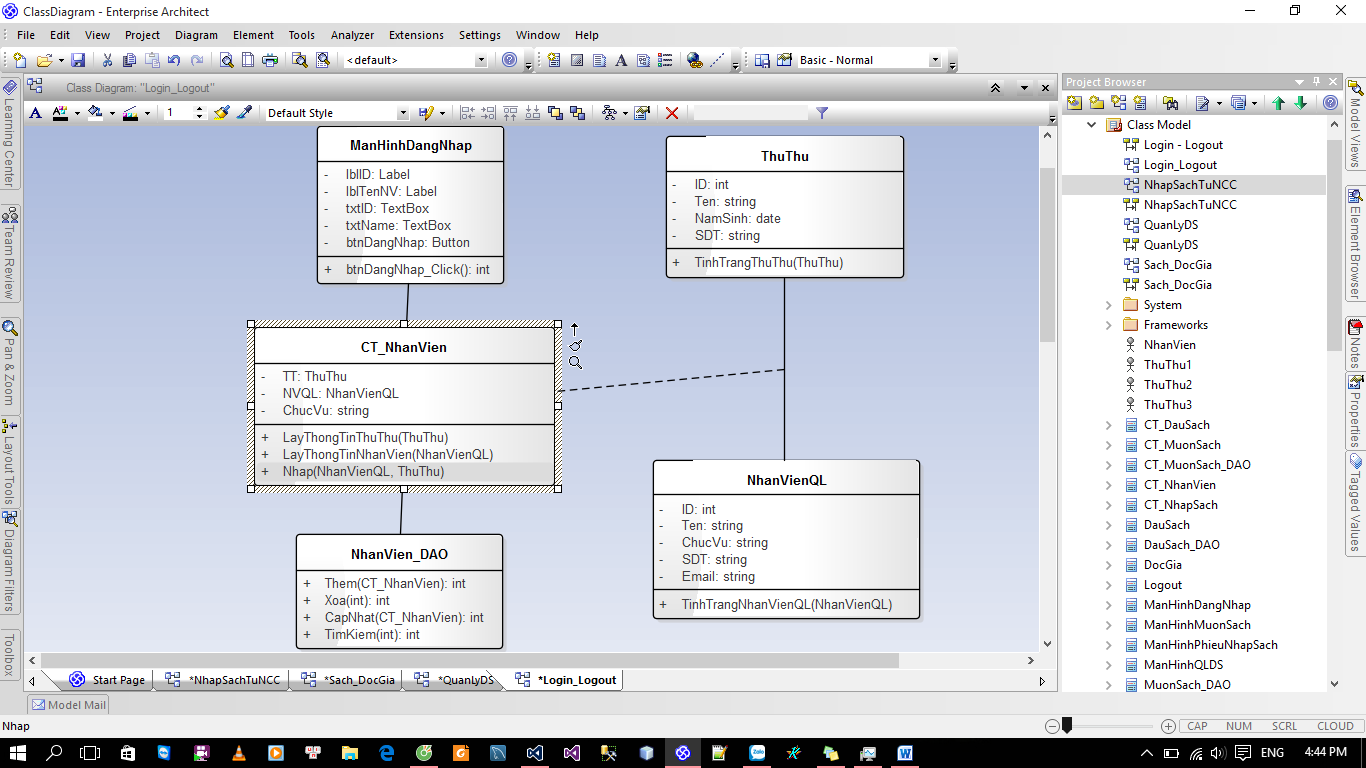 ClassDiagram - Enterprise Architect
File Edit View Project Diagram Element Tools Analyzer Extensions Settings Window Help
<default>
Basic - Normal
Class Diagram: "Login_Logout"
1
Default Style
Learning Center
Team Review
Pan & Zoom
Layout Tools
Diagram Filters
Toolbox
ManHinhDangNhap
- lblID: Label
- lblTenNV: Label
- txtID: TextBox
- txtName: TextBox
- btnDangNhap: Button
+ btnDangNhap_Click(): int
ThuThu
- ID: int
- Ten: string
- NamSinh: date
- SDT: string
+ TinhTrangThuThu(ThuThu)
CT_NhanVien
- TT: ThuThu
- NVQL: NhanVienQL
- ChucVu: string
+ LayThongTinThuThu(ThuThu)
+ LayThongTinNhanVien(NhanVienQL)
+ Nhap(NhanVienQL, ThuThu)
NhanVien_DAO
+ Them(CT_NhanVien): int
+ Xoa(int): int
+ CapNhat(CT_NhanVien): int
+ TimKiem(int): int
NhanVienQL
- ID: int
- Ten: string
- ChucVu: string
- SDT: string
- Email: string
+ TinhTrangNhanVienQL(NhanVienQL)
Start Page *NhapSachTuNCC *Sach_DocGia *QuanLyDS *Login_Logout
Project Browser
Class Model
Login - Logout
Login_Logout
NhapSachTuNCC
NhapSachTuNCC
QuanLyDS
QuanLyDS
Sach_DocGia
Sach_DocGia
System
Frameworks
NhanVien
ThuThu1
ThuThu2
ThuThu3
CT_DauSach
CT_MuonSach
CT_MuonSach_DAO
CT_NhanVien
CT_NhapSach
DauSach
DauSach_DAO
DocGia
Logout
ManHinhDangNhap
ManHinhMuonSach
ManHinhPhieuNhapSach
ManHinhQLDS
MuonSach_DAO
Model Views
Element Browser
Notes
Properties
Tagged Values
Model Mail
Nhap
CAP NUM SCRL CLOUD
ENG 4:44 PM